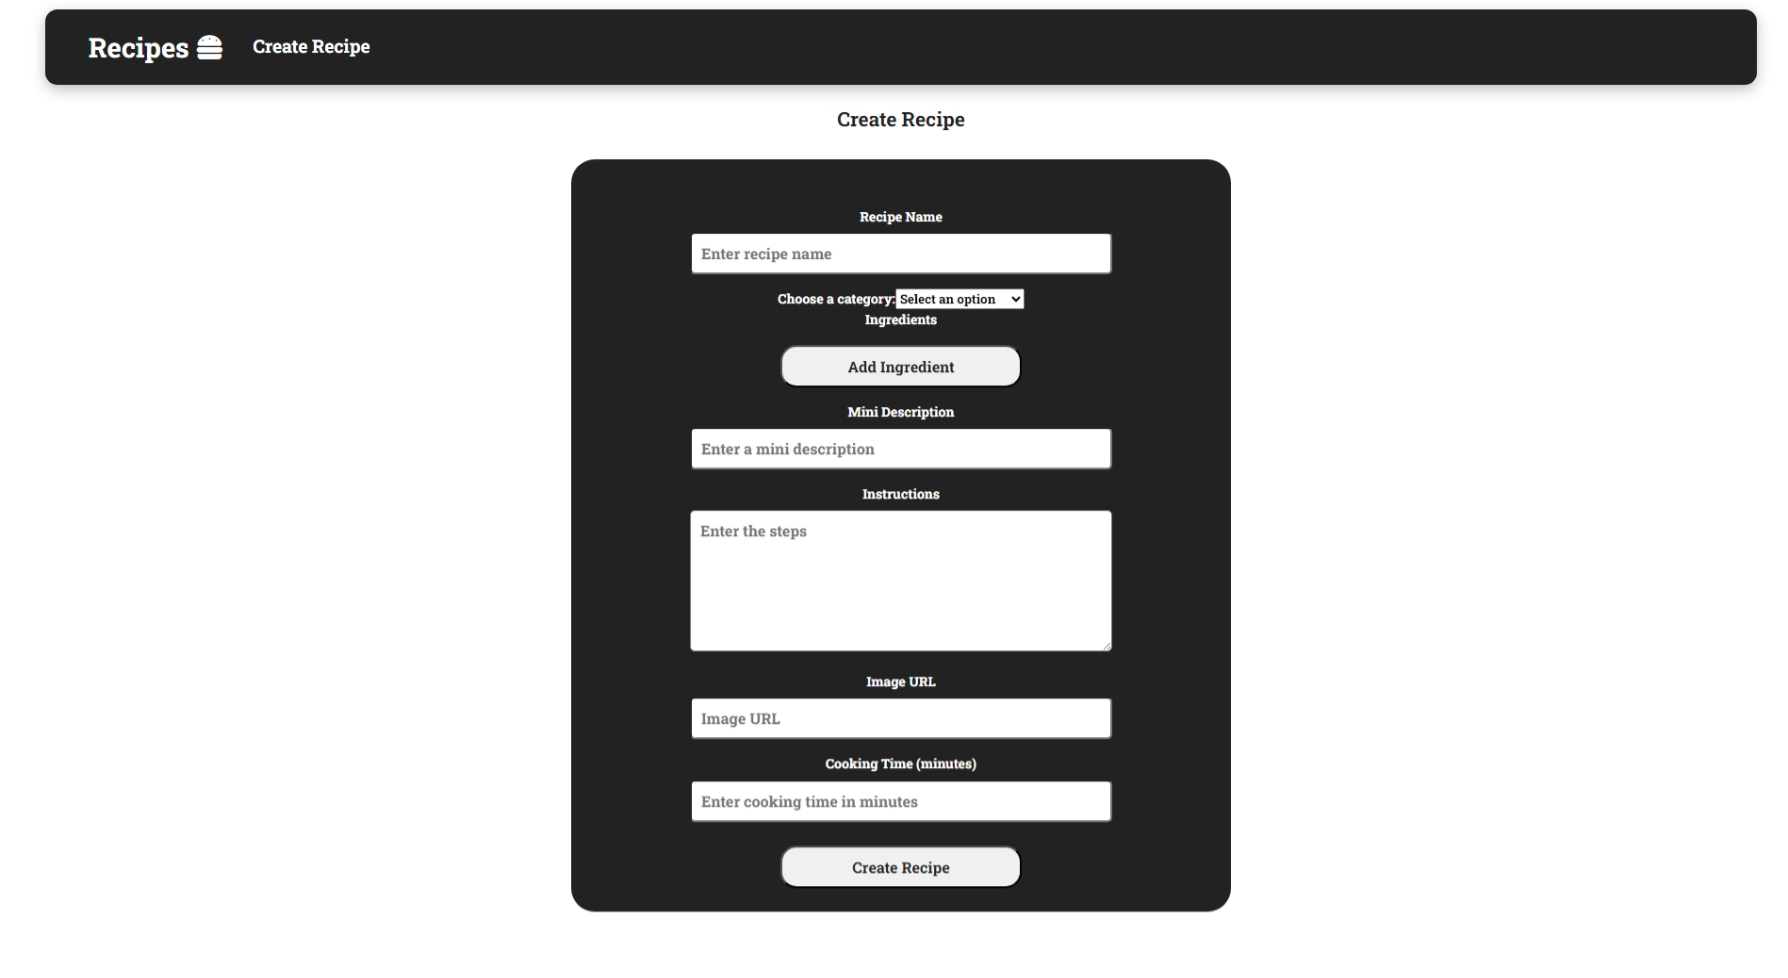 Recipes Create Recipe
Create Recipe
Recipe Name
Enter recipe name
Choose a category: Select an option
Ingredients
Add Ingredient
Mini Description
Enter a mini description
Instructions
Enter the steps
Image URL
Image URL
Cooking Time (minutes)
Enter cooking time in minutes
Create Recipe